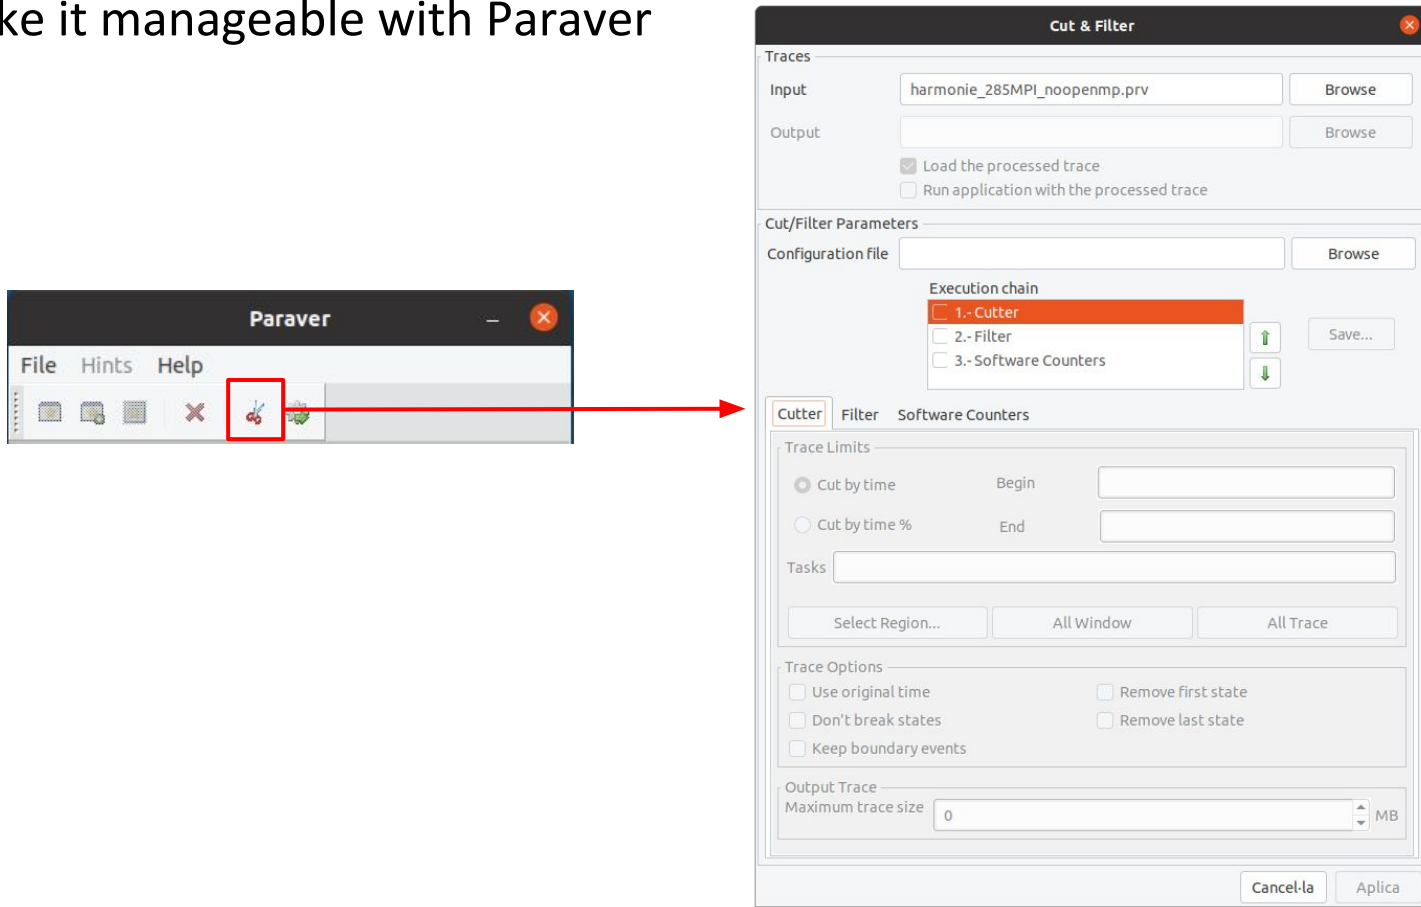 ke it manageable with Paraver
Paraver
File Hints Help
Cut & Filter
Traces
Input harmonie_285MPI_noopenmp.prv Browse
Output Browse
Load the processed trace
Run application with the processed trace
Cut/Filter Parameters
Configuration file Browse
Execution chain
1.- Cutter
2.- Filter
3.- Software Counters
Save...
Cutter Filter Software Counters
Trace Limits
Cut by time Begin
Cut by time % End
Tasks
Select Region... All Window All Trace
Trace Options
Use original time Remove first state
Don't break states Remove last state
Keep boundary events
Output Trace
Maximum trace size 0 MB
Cancel·la Aplica